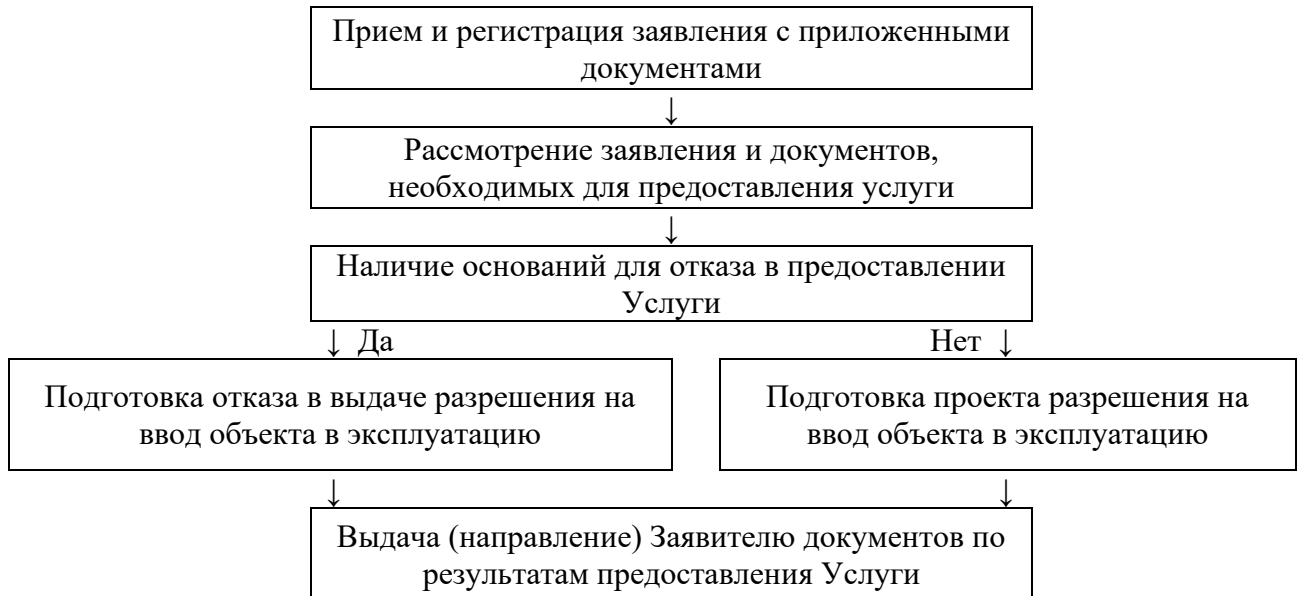 Прием и регистрация заявления с приложенными
документами
↓
Рассмотрение заявления и документов,
необходимых для предоставления услуги
↓
Наличие оснований для отказа в предоставлении
Услуги
↓ Да
Нет ↓
Подготовка отказа в выдаче разрешения на
ввод объекта в эксплуатацию
Подготовка проекта разрешения на
ввод объекта в эксплуатацию
↓
↓
Выдача (направление) Заявителю документов по
результатам предоставления Услуги